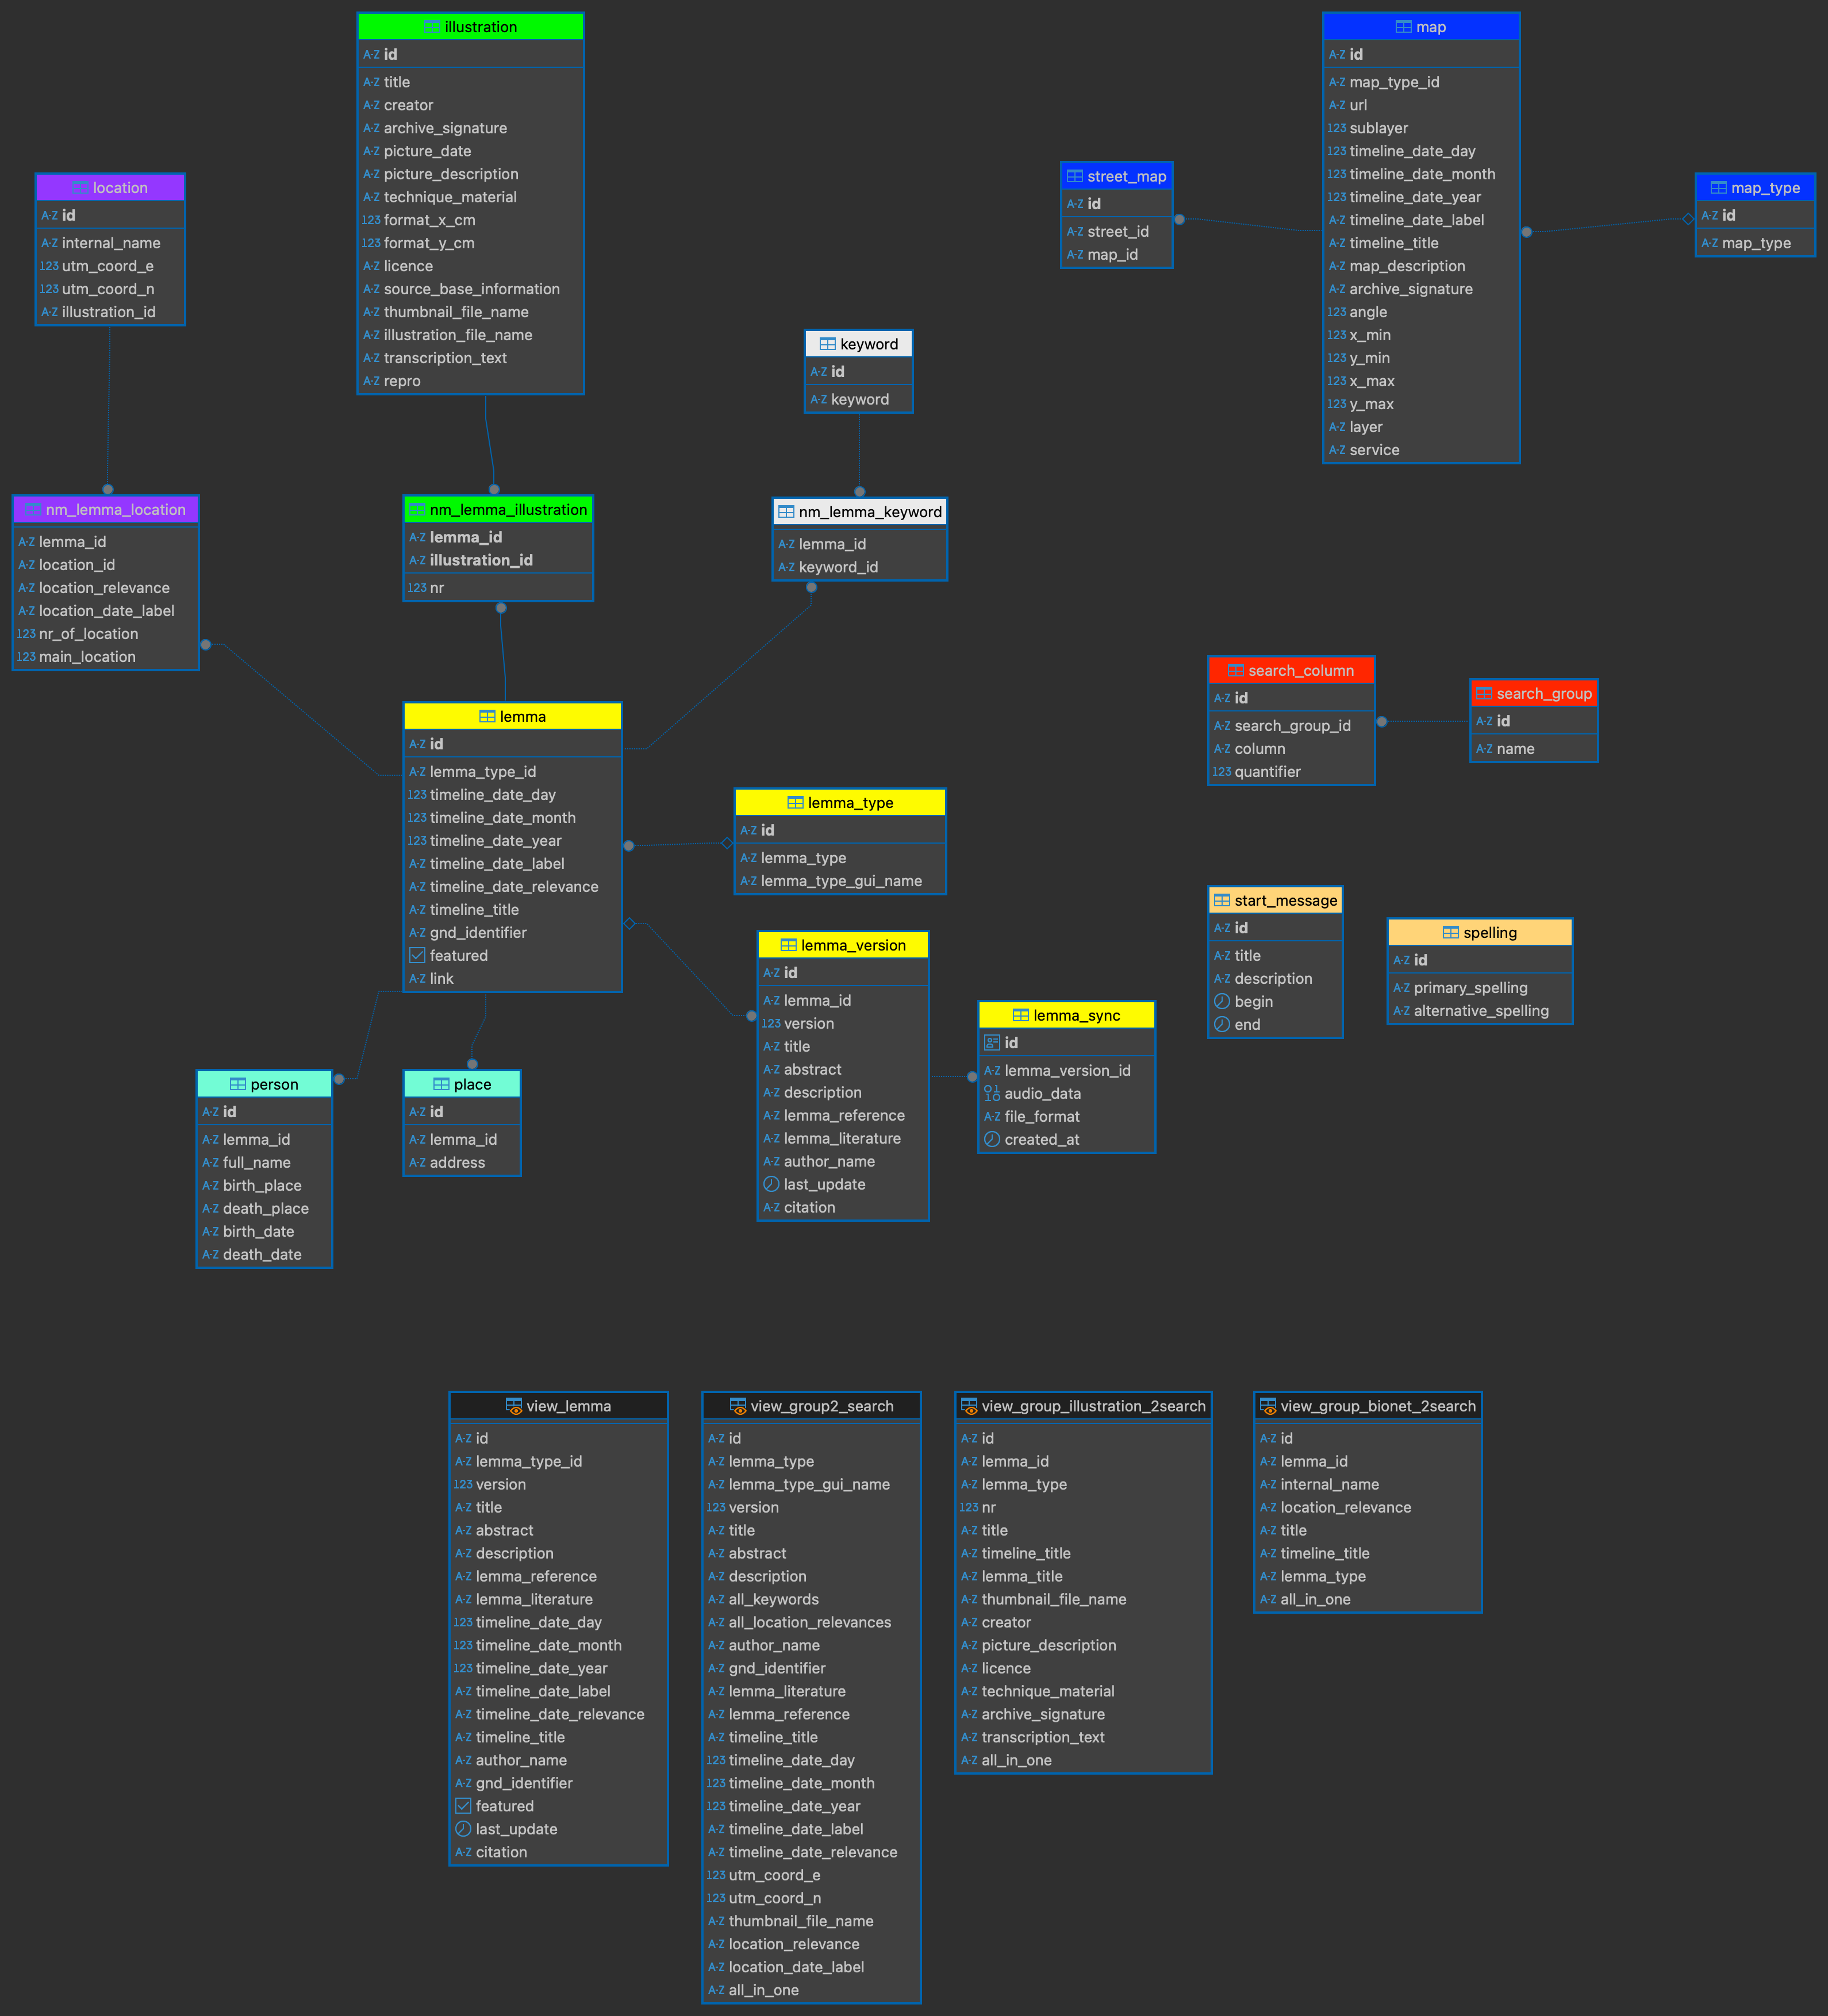 illustration
A-Z id
A-Z title
A-Z creator
A-Z archive_signature
A-Z picture_date
A-Z picture_description
A-Z technique_material
123 format_x_cm
123 format_y_cm
A-Z licence
A-Z source_base_information
A-Z thumbnail_file_name
A-Z illustration_file_name
A-Z transcription_text
A-Z repro
map
A-Z id
A-Z map_type_id
A-Z url
123 sublayer
123 timeline_date_day
123 timeline_date_month
123 timeline_date_year
A-Z timeline_date_label
A-Z timeline_title
A-Z map_description
A-Z archive_signature
123 angle
123 x_min
123 y_min
123 x_max
123 y_max
A-Z layer
A-Z service
street_map
A-Z id
A-Z street_id
A-Z map_id
map_type
A-Z id
A-Z map_type
location
A-Z id
A-Z internal_name
123 utm_coord_e
123 utm_coord_n
A-Z illustration_id
keyword
A-Z id
A-Z keyword
nm_lemma_location
A-Z lemma_id
A-Z location_id
A-Z location_relevance
A-Z location_date_label
123 nr_of_location
123 main_location
nm_lemma_illustration
A-Z lemma_id
A-Z illustration_id
123 nr
nm_lemma_keyword
A-Z lemma_id
A-Z keyword_id
search_column
A-Z id
A-Z search_group_id
A-Z column
123 quantifier
search_group
A-Z id
A-Z name
lemma
A-Z id
A-Z lemma_type_id
123 timeline_date_day
123 timeline_date_month
123 timeline_date_year
A-Z timeline_date_label
A-Z timeline_date_relevance
A-Z timeline_title
A-Z gnd_identifier
featured
A-Z link
lemma_type
A-Z id
A-Z lemma_type
A-Z lemma_type_gui_name
start_message
A-Z id
A-Z title
A-Z description
begin
end
spelling
A-Z id
A-Z primary_spelling
A-Z alternative_spelling
lemma_version
A-Z id
A-Z lemma_id
123 version
A-Z title
A-Z abstract
A-Z description
A-Z lemma_reference
A-Z lemma_literature
A-Z author_name
last_update
A-Z citation
lemma_sync
id
A-Z lemma_version_id
audio_data
A-Z file_format
created_at
person
A-Z id
A-Z lemma_id
A-Z full_name
A-Z birth_place
A-Z death_place
A-Z birth_date
A-Z death_date
place
A-Z id
A-Z lemma_id
A-Z address
view_lemma
A-Z id
A-Z lemma_type_id
123 version
A-Z title
A-Z abstract
A-Z description
A-Z lemma_reference
A-Z lemma_literature
123 timeline_date_day
123 timeline_date_month
123 timeline_date_year
A-Z timeline_date_label
A-Z timeline_date_relevance
A-Z timeline_title
A-Z author_name
A-Z gnd_identifier
featured
last_update
A-Z citation
view_group2_search
A-Z id
A-Z lemma_type
A-Z lemma_type_gui_name
123 version
A-Z title
A-Z abstract
A-Z description
A-Z all_keywords
A-Z all_location_relevances
A-Z author_name
A-Z gnd_identifier
A-Z lemma_literature
A-Z lemma_reference
A-Z timeline_title
123 timeline_date_day
123 timeline_date_month
123 timeline_date_year
A-Z timeline_date_label
A-Z timeline_date_relevance
123 utm_coord_e
123 utm_coord_n
A-Z thumbnail_file_name
A-Z location_relevance
A-Z location_date_label
A-Z all_in_one
view_group_illustration_2search
A-Z id
A-Z lemma_id
A-Z lemma_type
123 nr
A-Z title
A-Z timeline_title
A-Z lemma_title
A-Z thumbnail_file_name
A-Z creator
A-Z picture_description
A-Z licence
A-Z technique_material
A-Z archive_signature
A-Z transcription_text
A-Z all_in_one
view_group_bionet_2search
A-Z id
A-Z lemma_id
A-Z internal_name
A-Z location_relevance
A-Z title
A-Z timeline_title
A-Z lemma_type
A-Z all_in_one